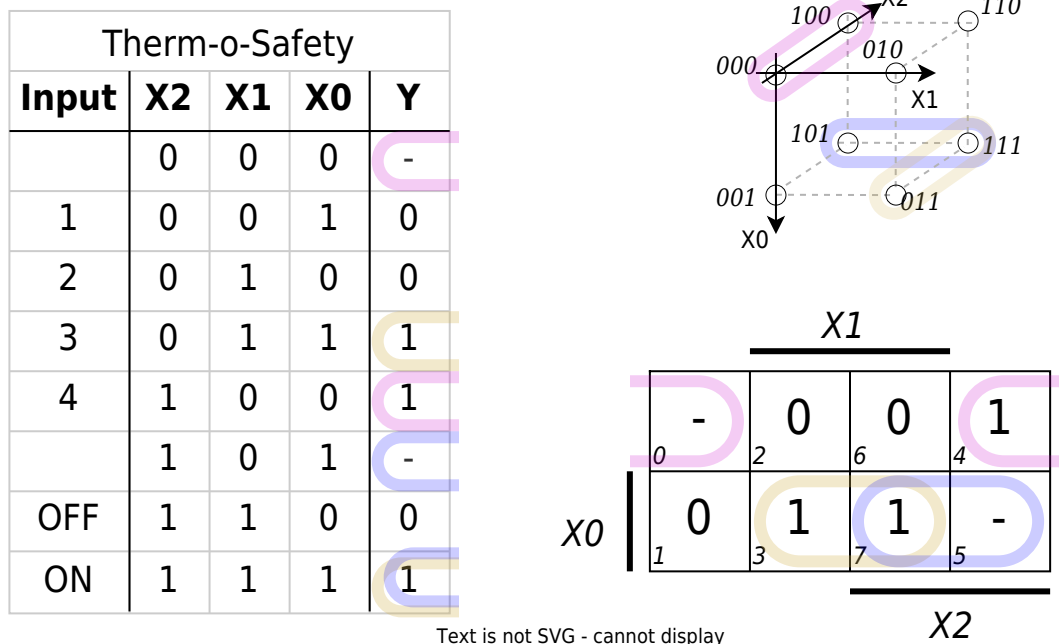 Therm-o-Safety
Input X2 X1 X0 Y
0 0 0 -
1 0 0 1 0
2 0 1 0 0
3 0 1 1 1
4 1 0 0 1
1 0 1 -
OFF 1 1 0 0
ON 1 1 1 1
X2
100
110
010
000
X1
101
111
001
011
X0
X1
- 0 0 1
0 2 6 4
X0
0 1 1 -
1 3 7 5
X2
Text is not SVG - cannot display